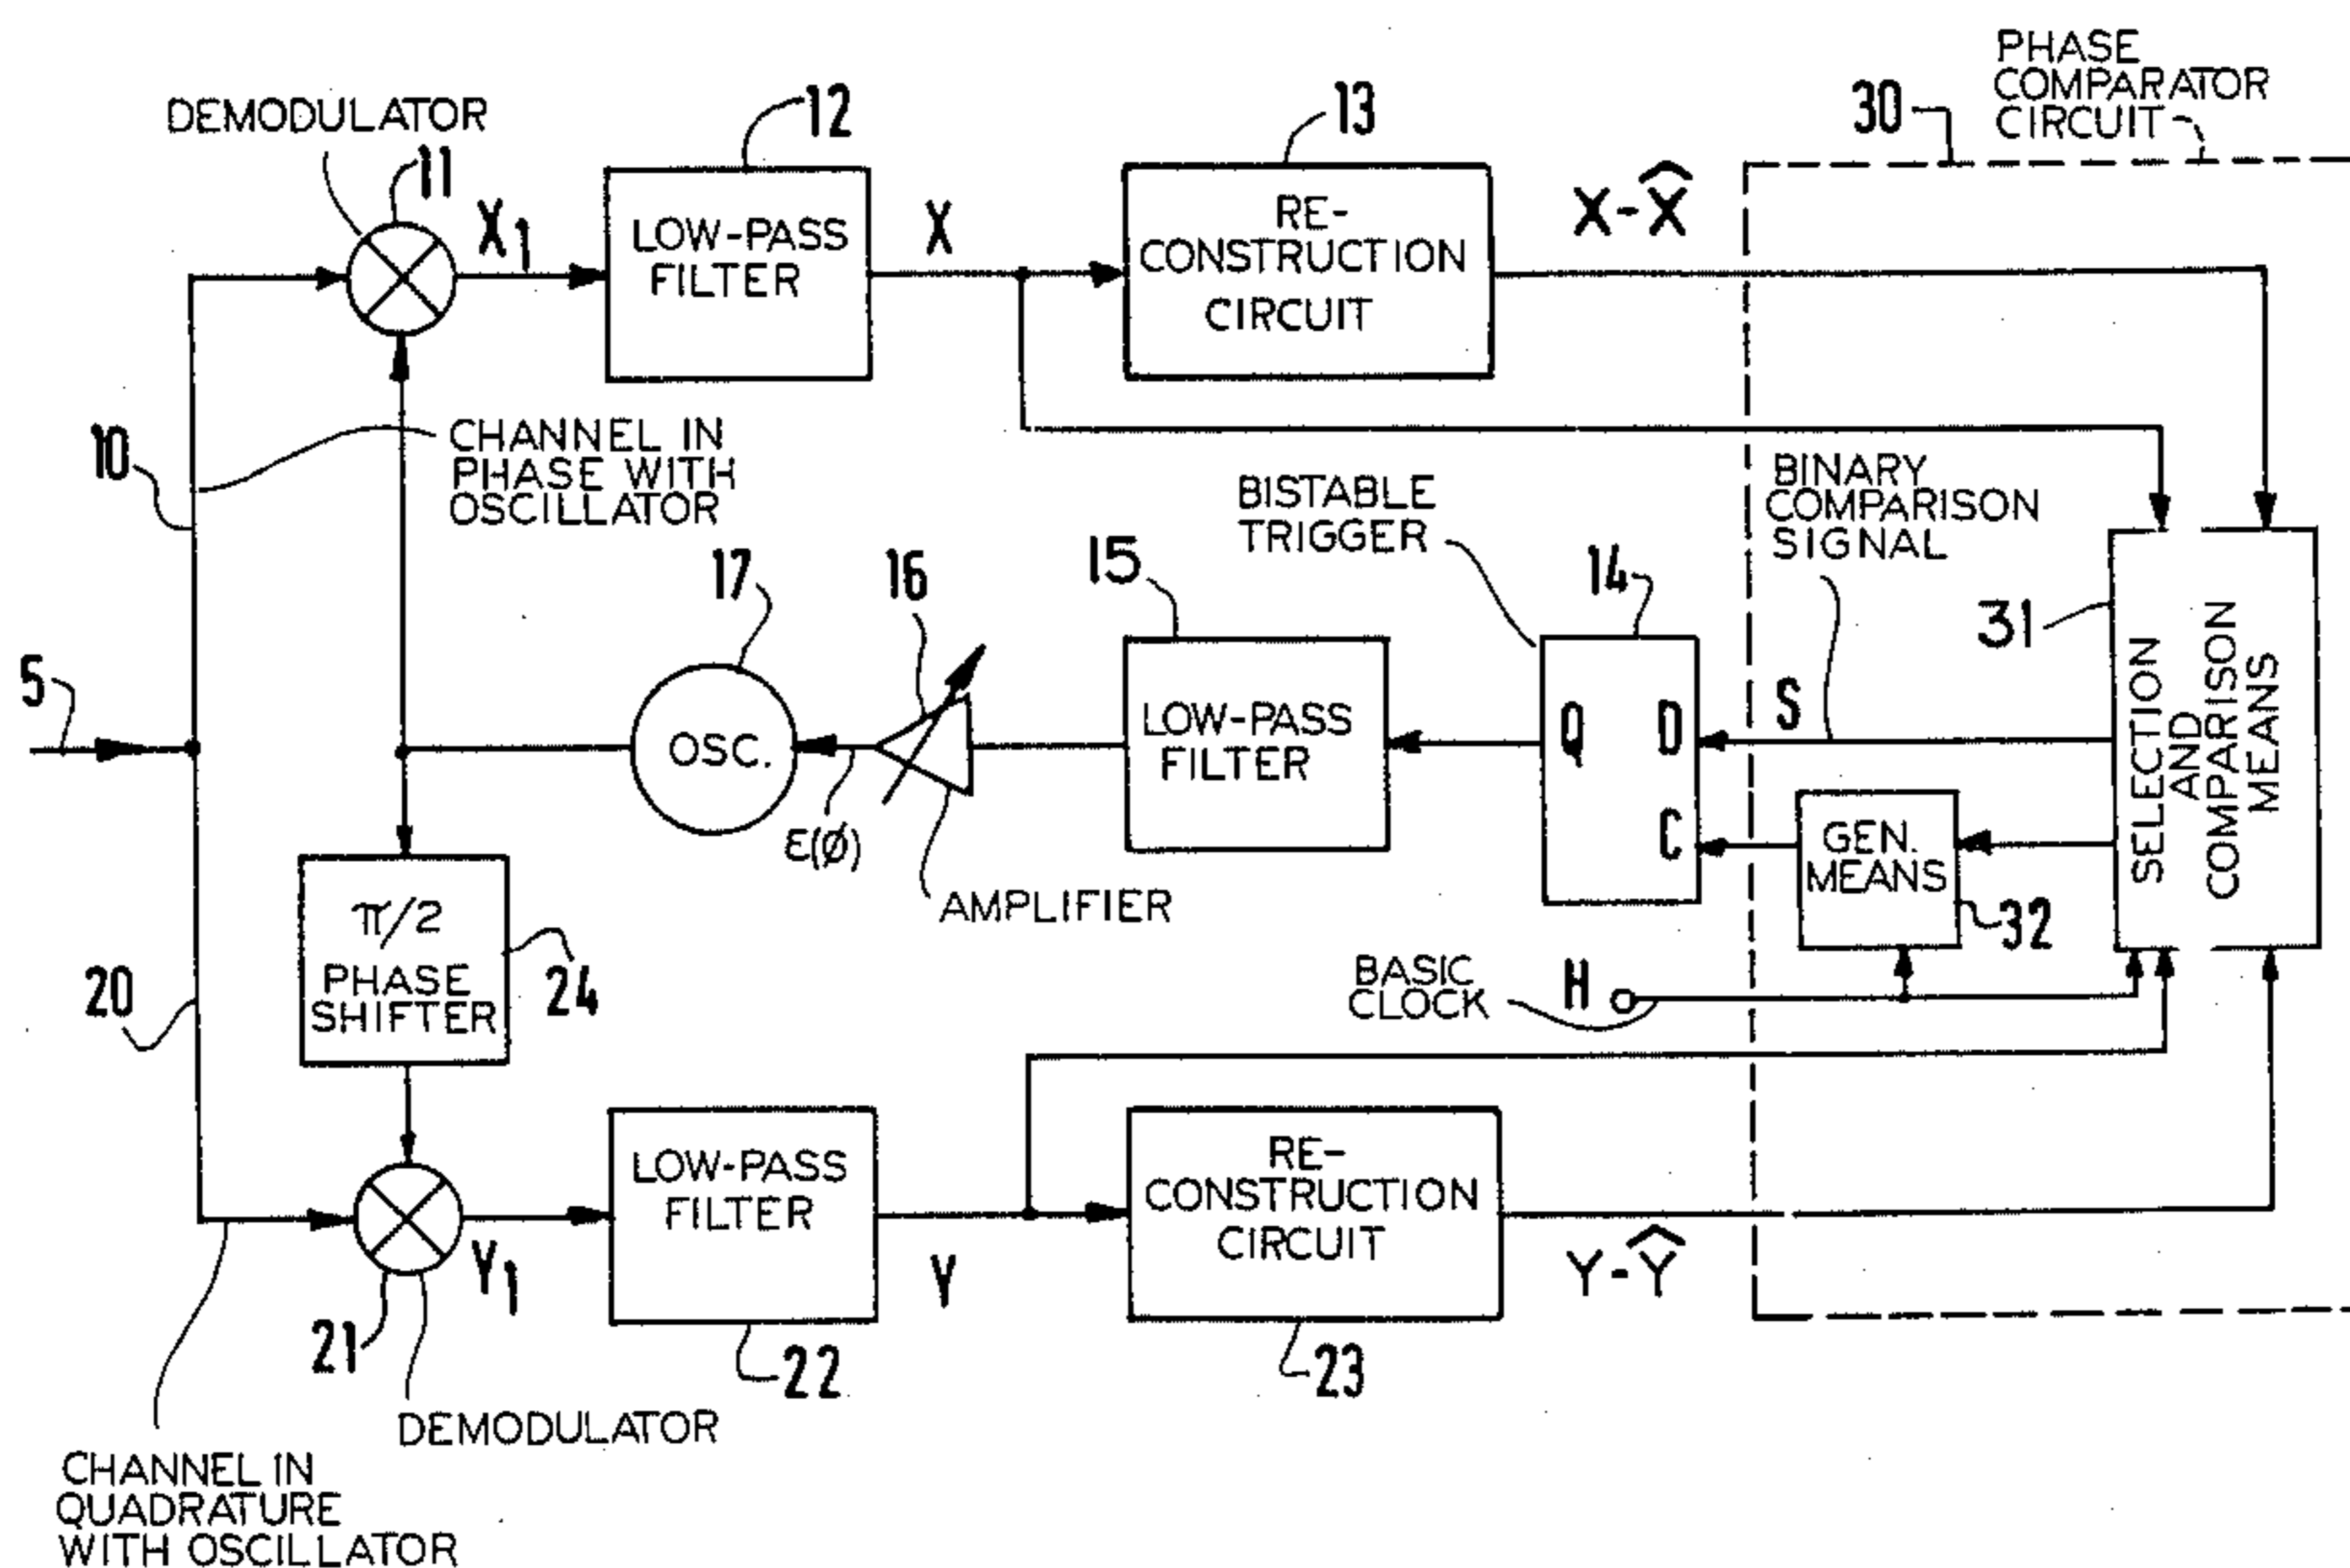 PHASE
COMPARATOR
CIRCUIT
30
DEMODULATOR
11
12
13
X1
LOW-PASS
FILTER
X
RE-
CONSTRUCTION
CIRCUIT
X-X̂
10
CHANNEL IN
PHASE WITH
OSCILLATOR
BISTABLE
TRIGGER
BINARY
COMPARISON
SIGNAL
17
16
15
14
31
5
OSC.
ε(ø)
AMPLIFIER
LOW-PASS
FILTER
Q
D
C
S
GEN.
MEANS
32
SELECTION
AND
COMPARISON
MEANS
π/2
PHASE
SHIFTER
24
20
BASIC
CLOCK
H
LOW-PASS
FILTER
RE-
CONSTRUCTION
CIRCUIT
Y1
Y
Y-Ŷ
21
22
23
DEMODULATOR
CHANNEL IN
QUADRATURE
WITH OSCILLATOR